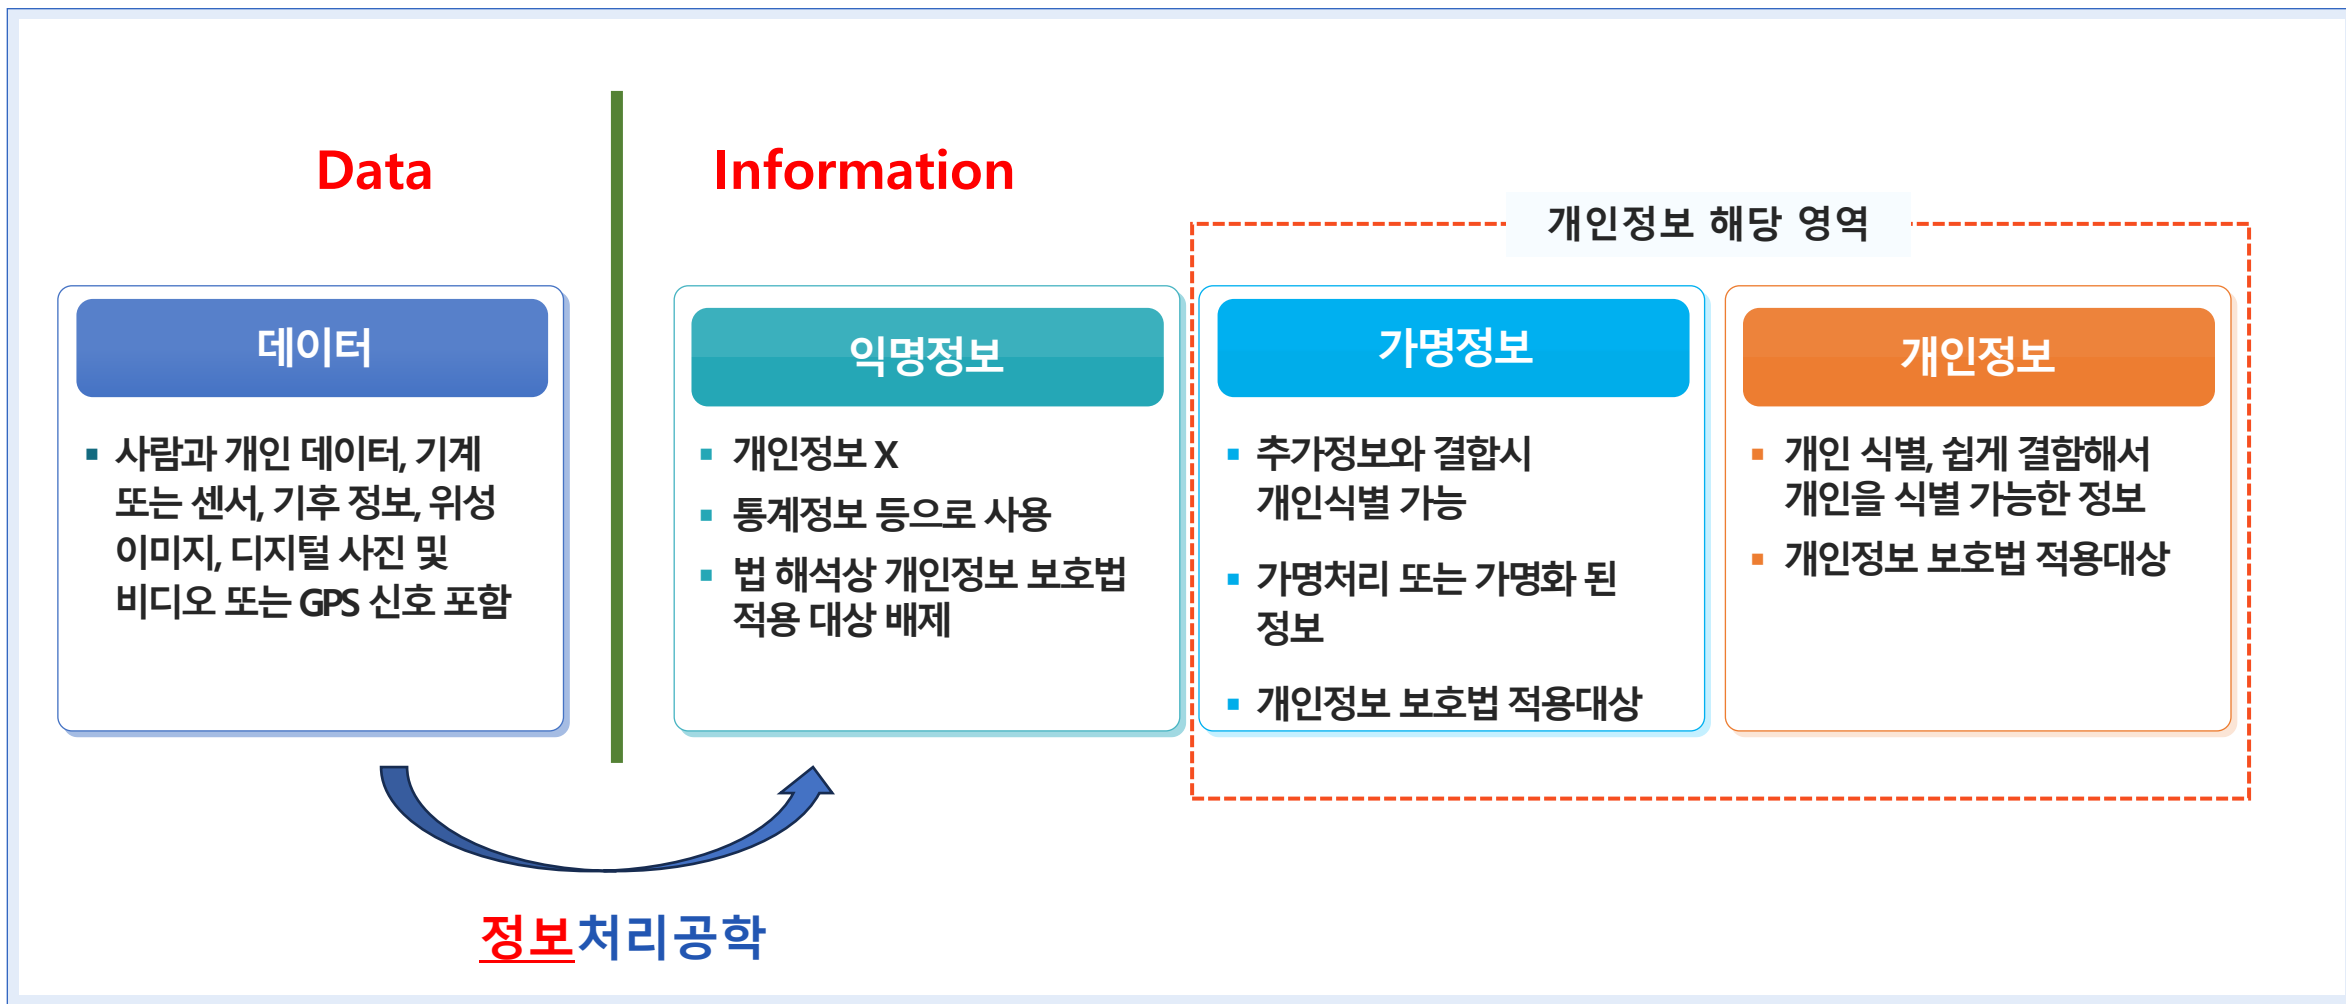 Data
Information
개인정보 해당 영역
데이터
사람과 개인 데이터, 기계
또는 센서, 기후 정보, 위성
이미지, 디지털 사진 및
비디오 또는 GPS 신호 포함
익명정보
개인정보 X
통계정보 등으로 사용
법 해석상 개인정보 보호법
적용 대상 배제
가명정보
추가정보와 결합시
개인식별 가능
가명처리 또는 가명화 된
정보
개인정보 보호법 적용대상
개인정보
개인 식별, 쉽게 결함해서
개인을 식별 가능한 정보
개인정보 보호법 적용대상
정보처리공학